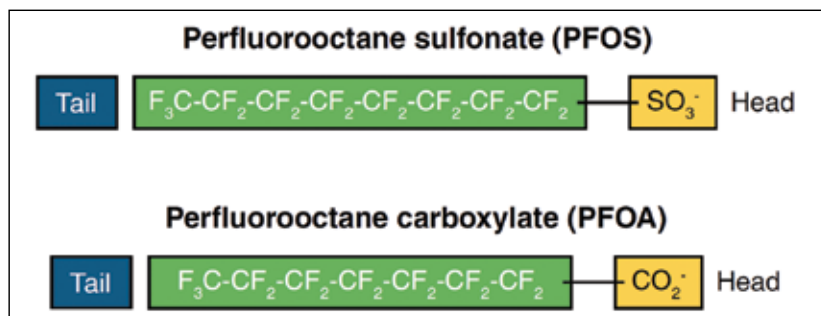 Perfluorooctane sulfonate (PFOS)
Tail F₃C-CF₂-CF₂-CF₂-CF₂-CF₂-CF₂-CF₂ SO₃⁻ Head
Perfluorooctane carboxylate (PFOA)
Tail F₃C-CF₂-CF₂-CF₂-CF₂-CF₂-CF₂ CO₂⁻ Head